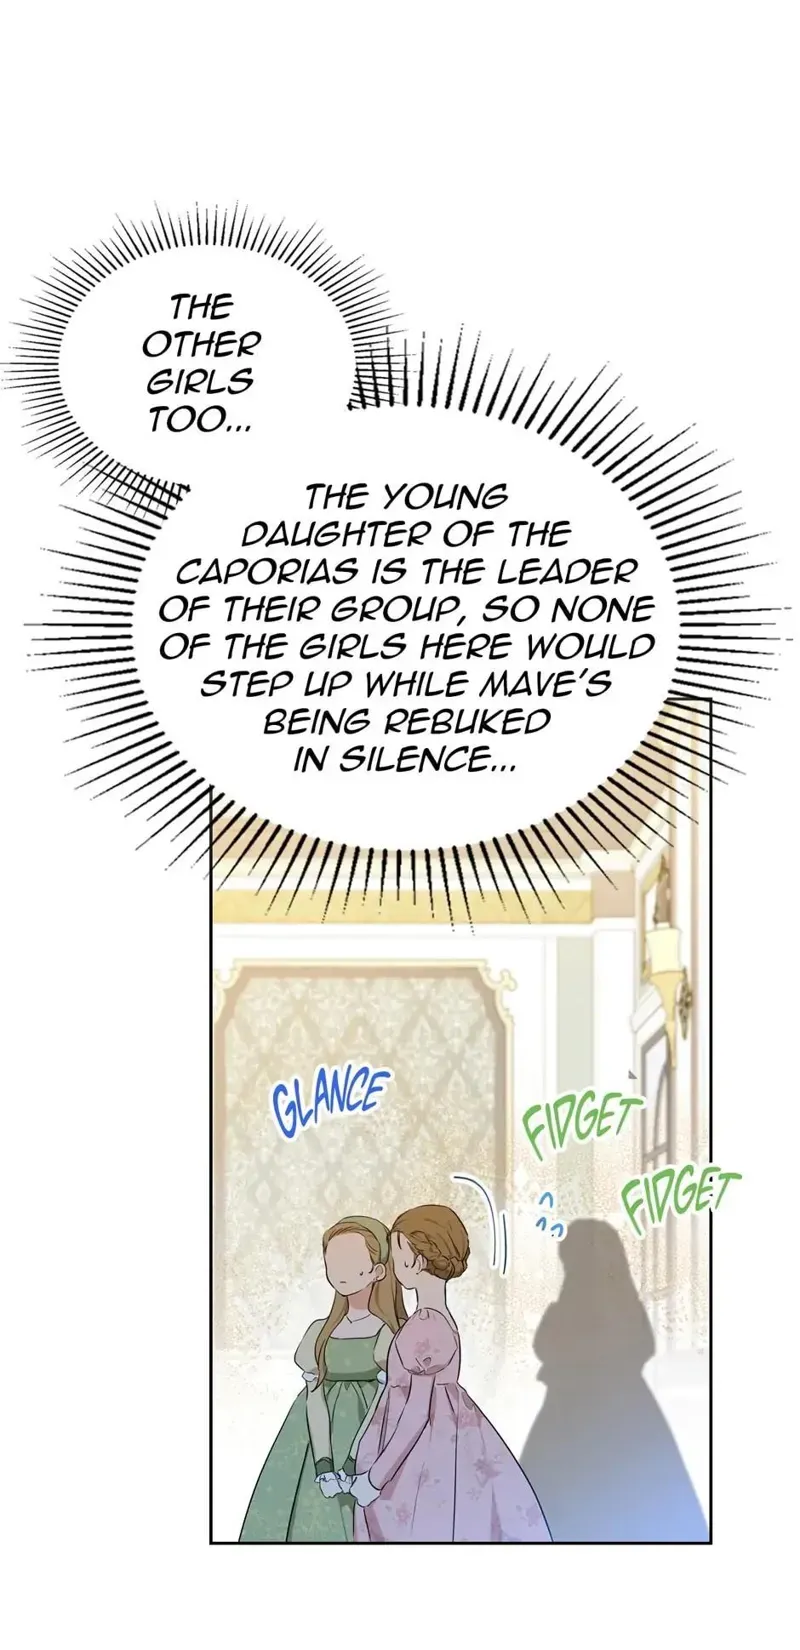 THE
OTHER
GIRLS
TOO...
THE YOUNG
DAUGHTER OF THE
CAPORIAS IS THE LEADER
OF THEIR GROUP, SO NONE
OF THE GIRLS HERE WOULD
STEP UP WHILE MAVE'S
BEING REBUKED
IN SILENCE...
GLANCE
FIDGET
FIDGET